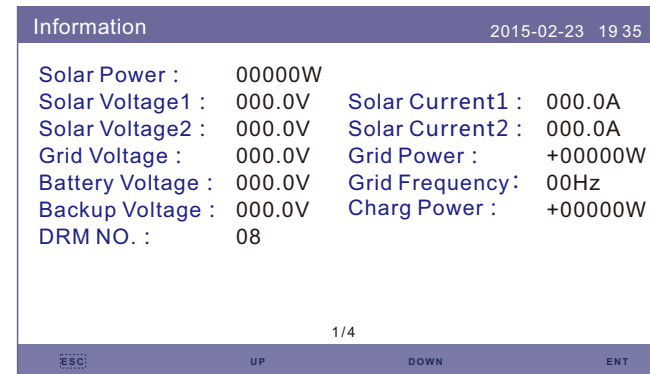 Information 2015-02-23 19 35
Solar Power : 00000W
Solar Voltage1 : 000.0V Solar Current1 : 000.0A
Solar Voltage2 : 000.0V Solar Current2 : 000.0A
Grid Voltage : 000.0V Grid Power : +00000W
Battery Voltage : 000.0V Grid Frequency: 00Hz
Backup Voltage : 000.0V Charg Power : +00000W
DRM NO. : 08
1/4
ESC UP DOWN ENT